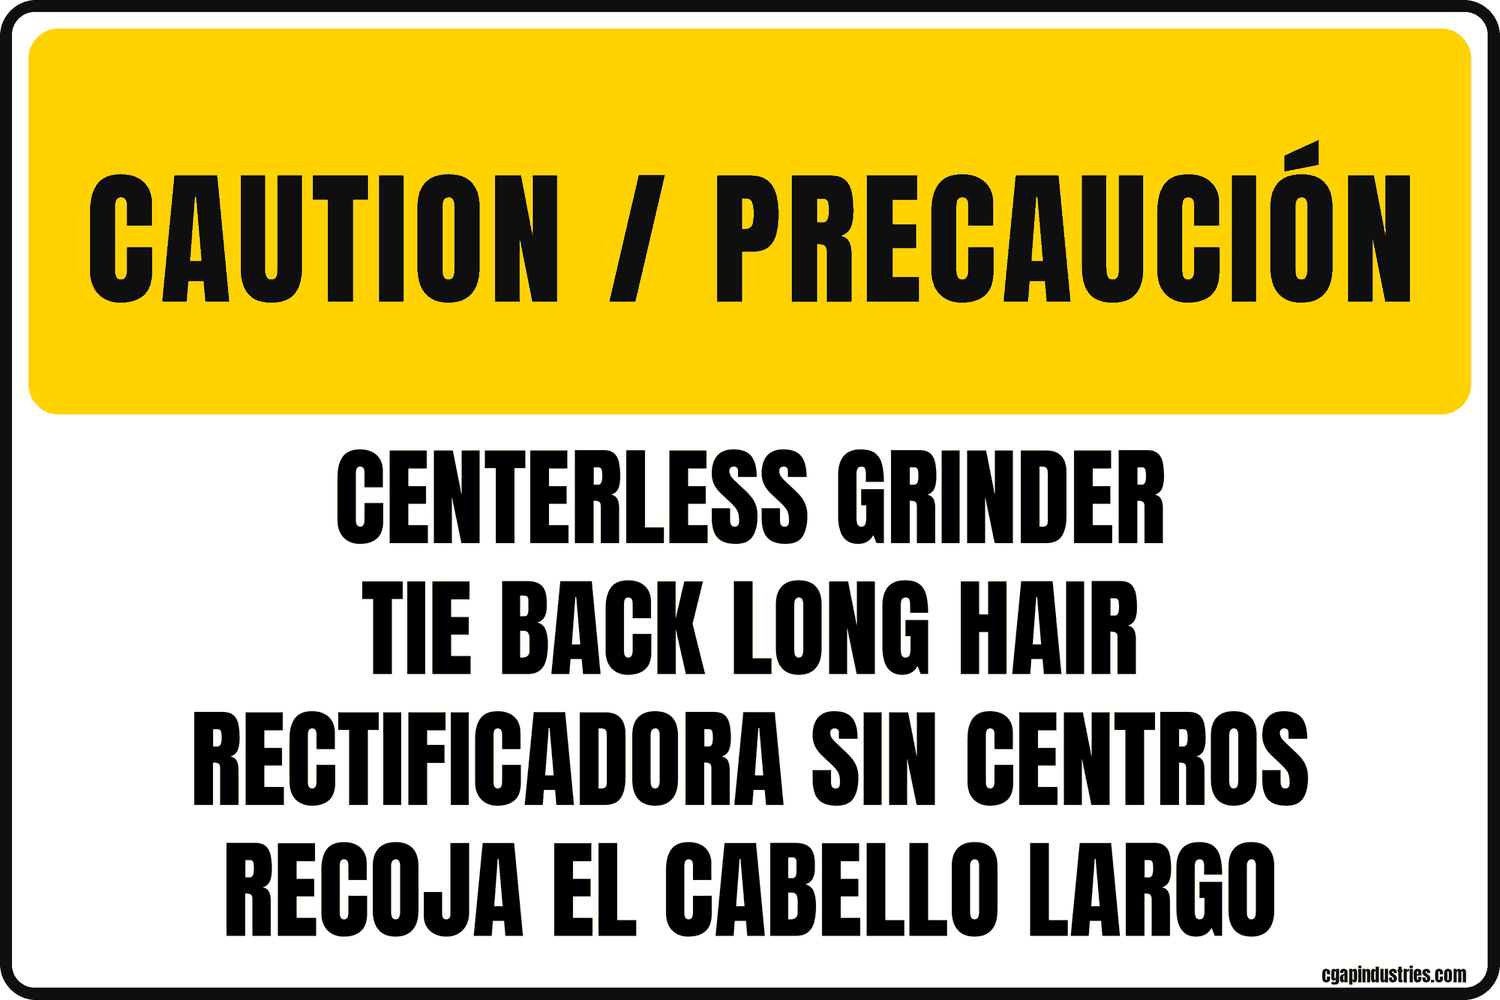 CAUTION / PRECAUCIÓN
CENTERLESS GRINDER
TIE BACK LONG HAIR
RECTIFICADORA SIN CENTROS
RECOJA EL CABELLO LARGO
cgapindustries.com